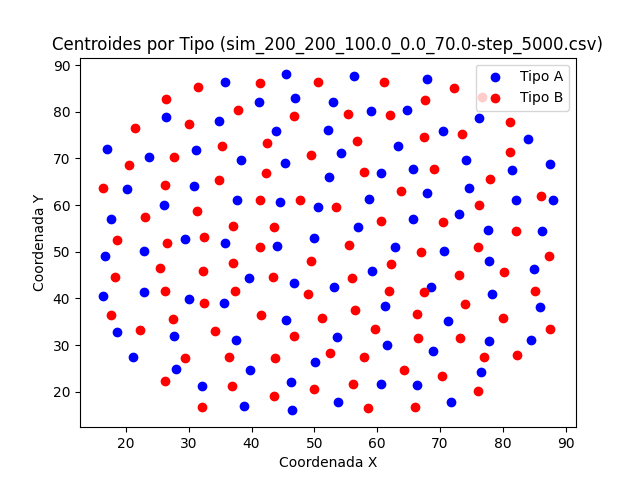 Centroides por Tipo (sim_200_200_100.0_0.0_70.0-step_5000.csv)
Tipo A
Tipo B
90
80
70
60
50
40
30
20
Coordenada Y
20 30 40 50 60 70 80 90
Coordenada X